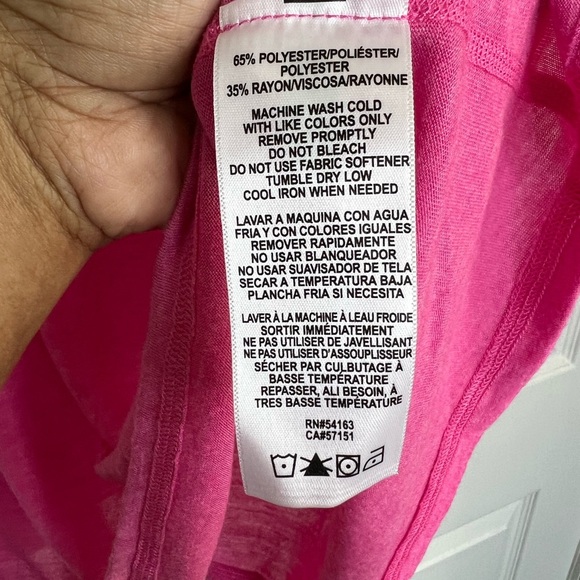 65% POLYESTER/POLIÉSTER/
POLYESTER
35% RAYON/VISCOSA/RAYONNE
MACHINE WASH COLD
WITH LIKE COLORS ONLY
REMOVE PROMPTLY
DO NOT BLEACH
DO NOT USE FABRIC SOFTENER
TUMBLE DRY LOW
COOL IRON WHEN NEEDED
LAVAR A MAQUINA CON AGUA
FRIA Y CON COLORES IGUALES
REMOVER RAPIDAMENTE
NO USAR BLANQUEADOR
NO USAR SUAVISADOR DE TELA
SECAR A TEMPERATURA BAJA
PLANCHA FRIA SI NECESITA
LAVER À LA MACHINE À LEAU FROIDE
SORTIR IMMÉDIATEMENT
NE PAS UTILISER DE JAVELLISANT
NE PAS UTILISER D'ASSOUPLISSEUR
SÉCHER PAR CULBUTAGE À
BASSE TEMPÉRATURE
REPASSER, ALI BESOIN, À
TRES BASSE TEMPÉRATURE
RN#54163
CA#57151